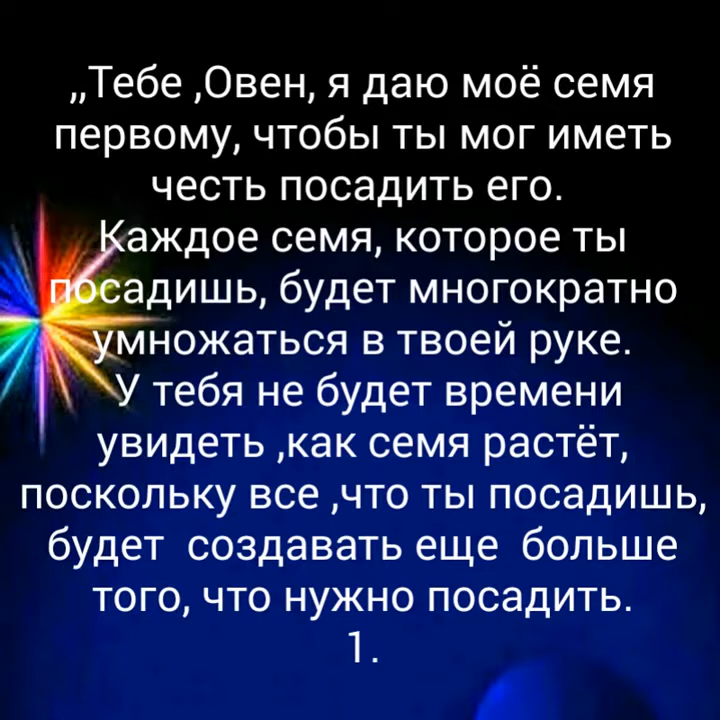 „Тебе ,Овен, я даю моё семя
первому, чтобы ты мог иметь
честь посадить его.
Каждое семя, которое ты
посадишь, будет многократно
умножаться в твоей руке.
У тебя не будет времени
увидеть ,как семя растёт,
поскольку все ,что ты посадишь,
будет создавать еще больше
того, что нужно посадить.
1.